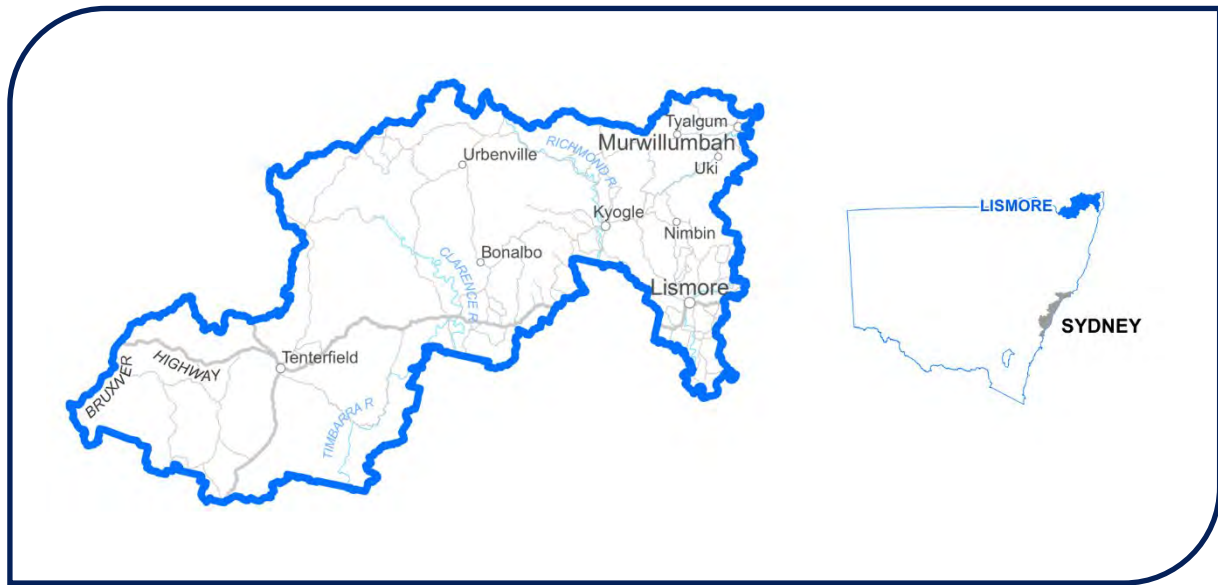 Tyalgum
Murwillumbah
RICHMOND R
Urbenville
Uki
Kyogle
Nimbin
Bonalbo
CLARENCE R
Lismore
Tenterfield
BRUXNER HIGHWAY
TIMBARRA R
LISMORE
SYDNEY